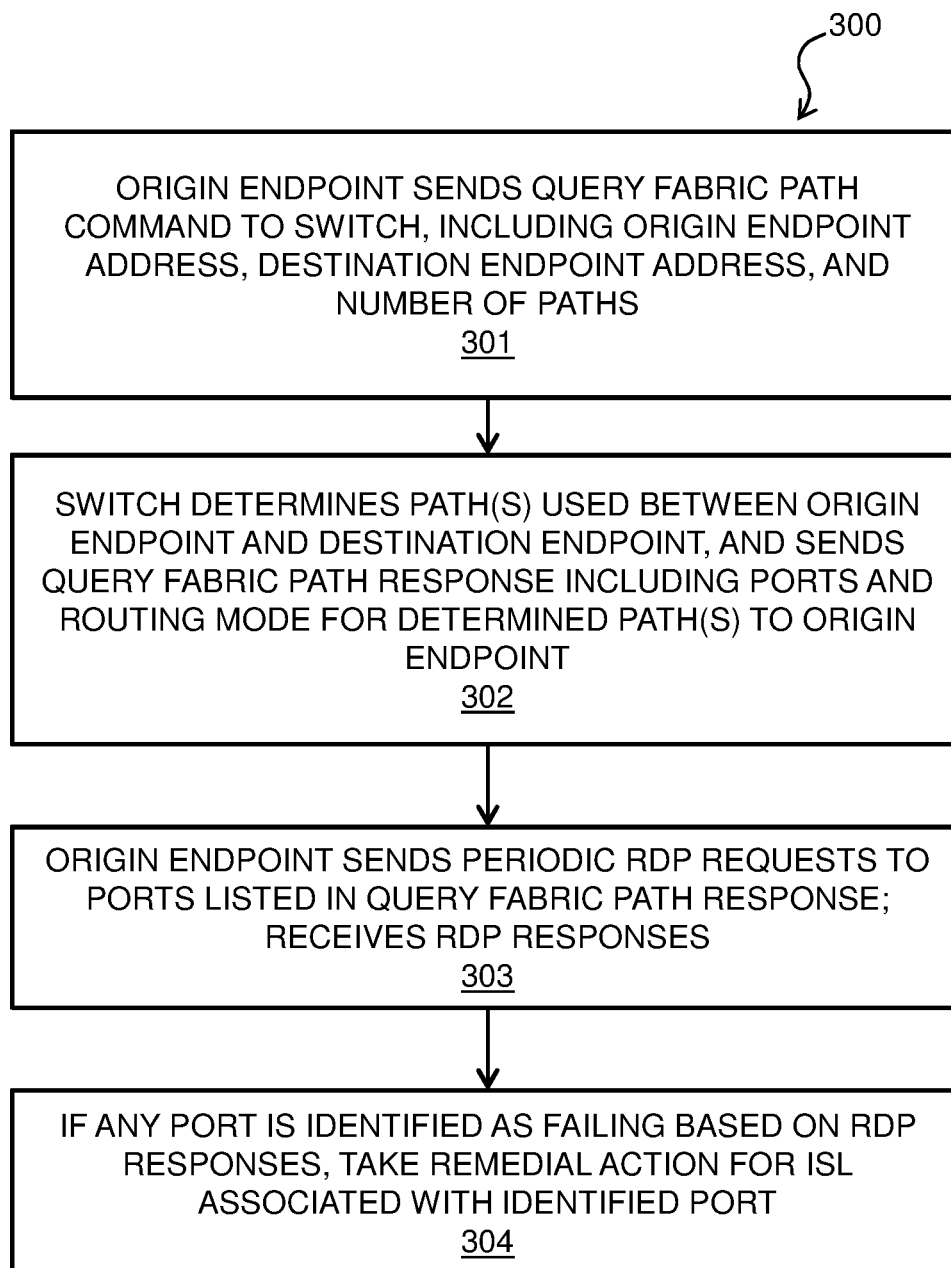 300
ORIGIN ENDPOINT SENDS QUERY FABRIC PATH
COMMAND TO SWITCH, INCLUDING ORIGIN ENDPOINT
ADDRESS, DESTINATION ENDPOINT ADDRESS, AND
NUMBER OF PATHS
301
SWITCH DETERMINES PATH(S) USED BETWEEN ORIGIN
ENDPOINT AND DESTINATION ENDPOINT, AND SENDS
QUERY FABRIC PATH RESPONSE INCLUDING PORTS AND
ROUTING MODE FOR DETERMINED PATH(S) TO ORIGIN
ENDPOINT
302
ORIGIN ENDPOINT SENDS PERIODIC RDP REQUESTS TO
PORTS LISTED IN QUERY FABRIC PATH RESPONSE;
RECEIVES RDP RESPONSES
303
IF ANY PORT IS IDENTIFIED AS FAILING BASED ON RDP
RESPONSES, TAKE REMEDIAL ACTION FOR ISL
ASSOCIATED WITH IDENTIFIED PORT
304